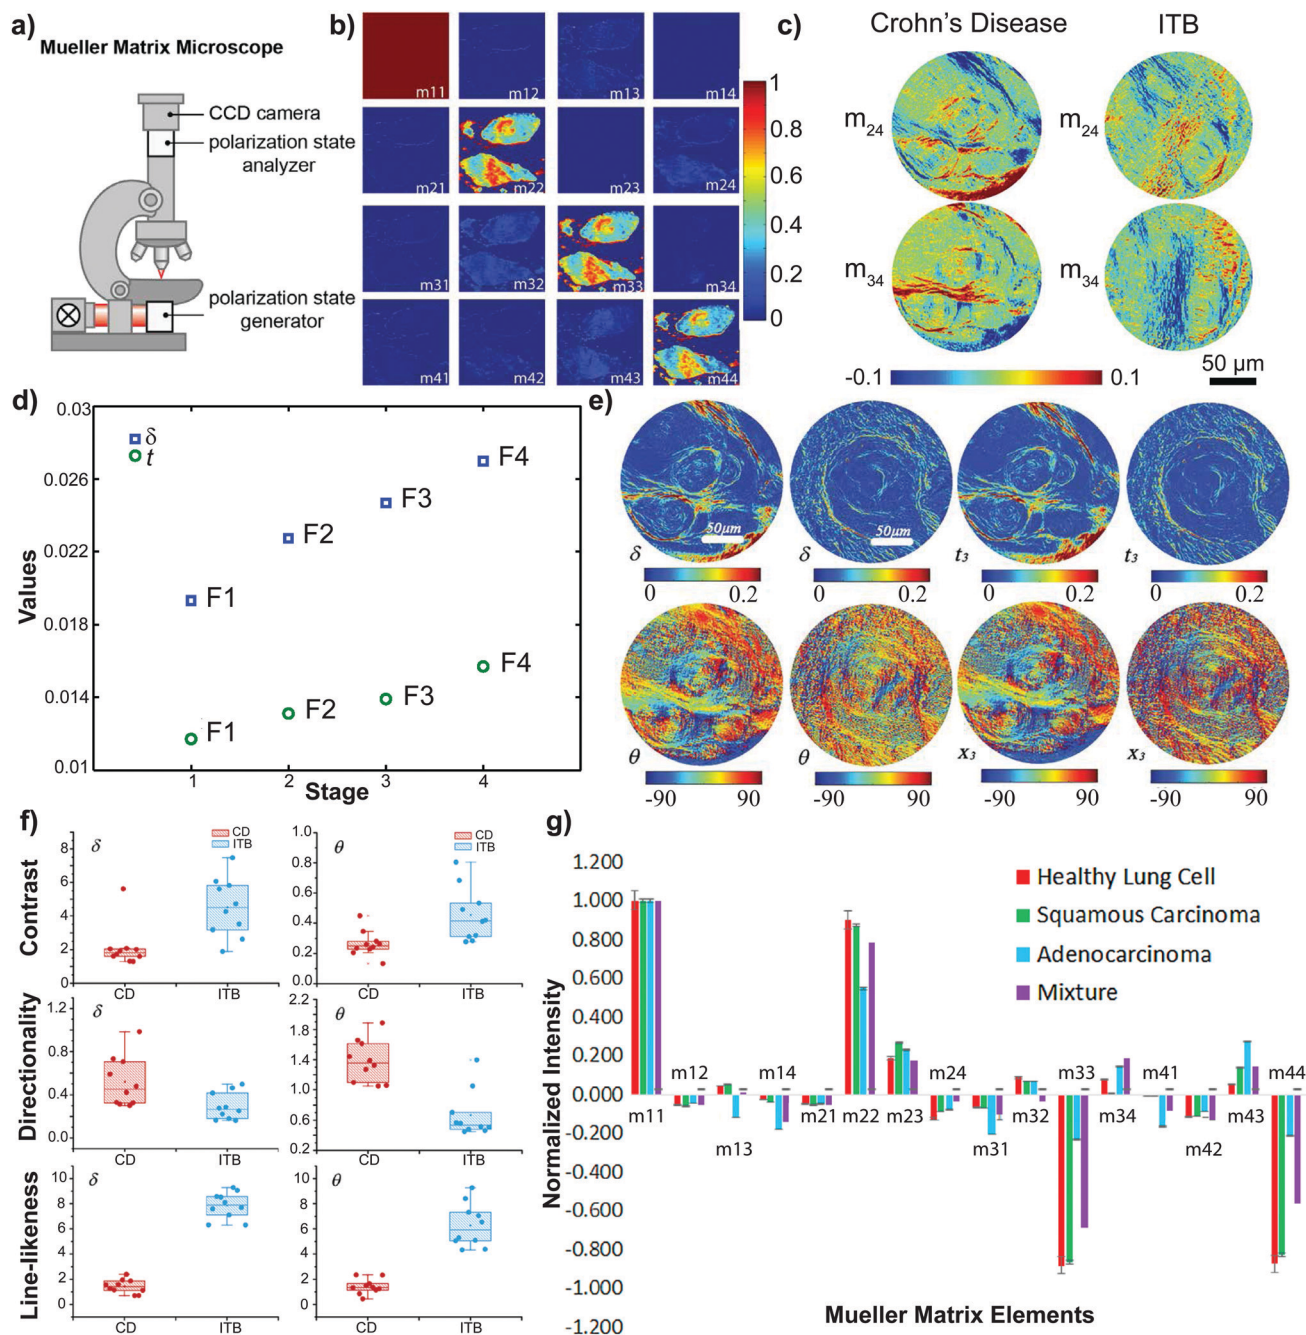 a)
Mueller Matrix Microscope
CCD camera
polarization state
analyzer
polarization state
generator
b)
m11
m12
m13
m14
m21
m22
m23
m24
m31
m32
m33
m34
m41
m42
m43
m44
1
0.8
0.6
0.4
0.2
0
c)
Crohn's Disease
ITB
m24
m24
m34
m34
-0.1
0.1
50 µm
d)
Values
0.03
0.026
0.022
0.018
0.014
0.01
δ
t
F1
F2
F3
F4
F1
F2
F3
F4
1
2
3
4
Stage
e)
50µm
50µm
δ
δ
t3
t3
0 0.2
0 0.2
0 0.2
0 0.2
θ
θ
x3
x3
-90 90
-90 90
-90 90
-90 90
f)
Contrast
δ
CD
ITB
8
6
4
2
0
CD
ITB
θ
CD
ITB
1.0
0.8
0.6
0.4
0.2
0.0
CD
ITB
Directionality
δ
1.2
0.6
0.0
CD
ITB
θ
2.2
1.8
1.4
1.0
0.6
0.2
CD
ITB
Line-likeness
δ
10
8
6
4
2
0
CD
ITB
θ
10
8
6
4
2
0
CD
ITB
g)
Normalized Intensity
1.200
1.000
0.800
0.600
0.400
0.200
0.000
-0.200
-0.400
-0.600
-0.800
-1.000
-1.200
Healthy Lung Cell
Squamous Carcinoma
Adenocarcinoma
Mixture
m11
m12
m13
m14
m21
m22
m23
m24
m31
m32
m33
m34
m41
m42
m43
m44
Mueller Matrix Elements